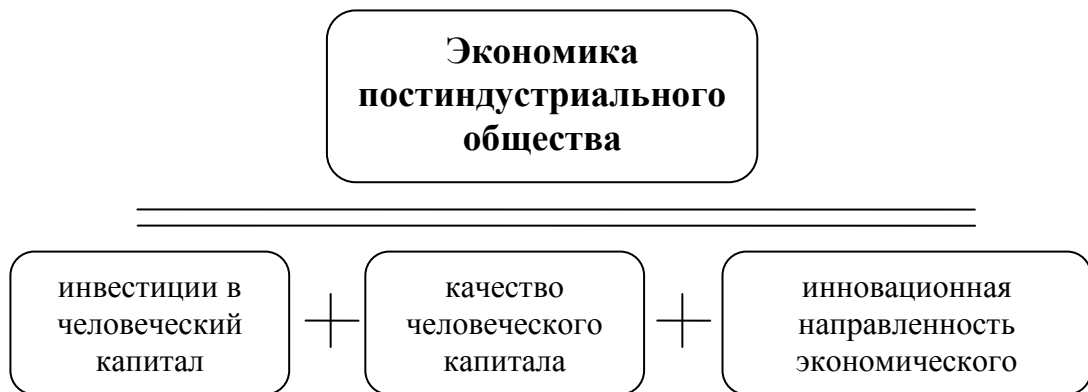 Экономика
постиндустриального
общества
инвестиции в
человеческий
капитал
качество
человеческого
капитала
инновационная
направленность
экономического